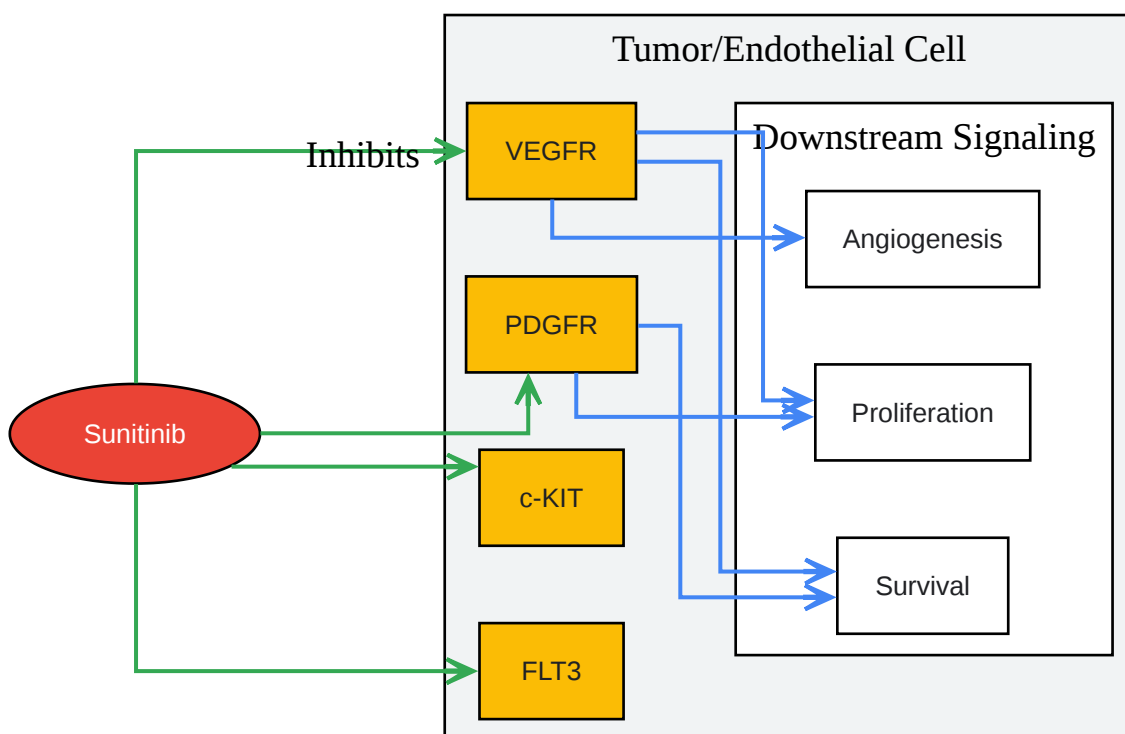 Tumor/Endothelial Cell
Inhibits
VEGFR
Downstream Signaling
Angiogenesis
PDGFR
Proliferation
Sunitinib
c-KIT
Survival
FLT3